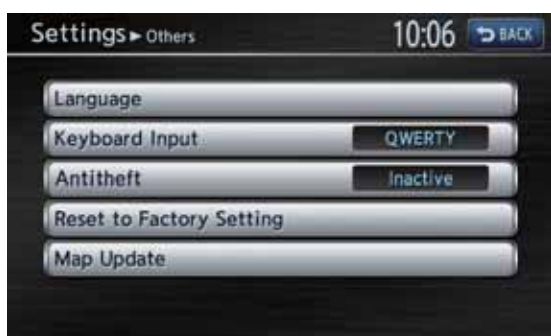 Settings ► Others 10:06 BACK
Language
Keyboard Input QWERTY
Antitheft Inactive
Reset to Factory Setting
Map Update